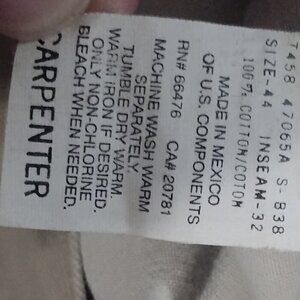 T458 47065A S-B38
SIZE-44 INSEAM-32
100% COTTON/COTON
MADE IN MEXICO
OF U.S. COMPONENTS
RN# 66476 CA# 20781
MACHINE WASH WARM
SEPARATELY.
TUMBLE DRY WARM.
WARM IRON IF DESIRED.
ONLY NON-CHLORINE
BLEACH WHEN NEEDED.
CARPENTER